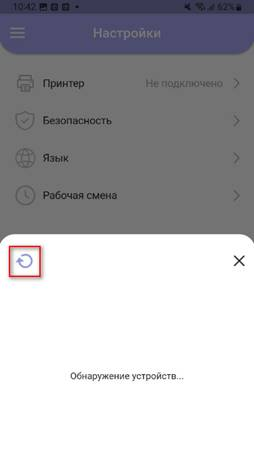 10:42 62%
Настройки
Принтер Не подключено
Безопасность
Язык
Рабочая смена
Обнаружение устройств...